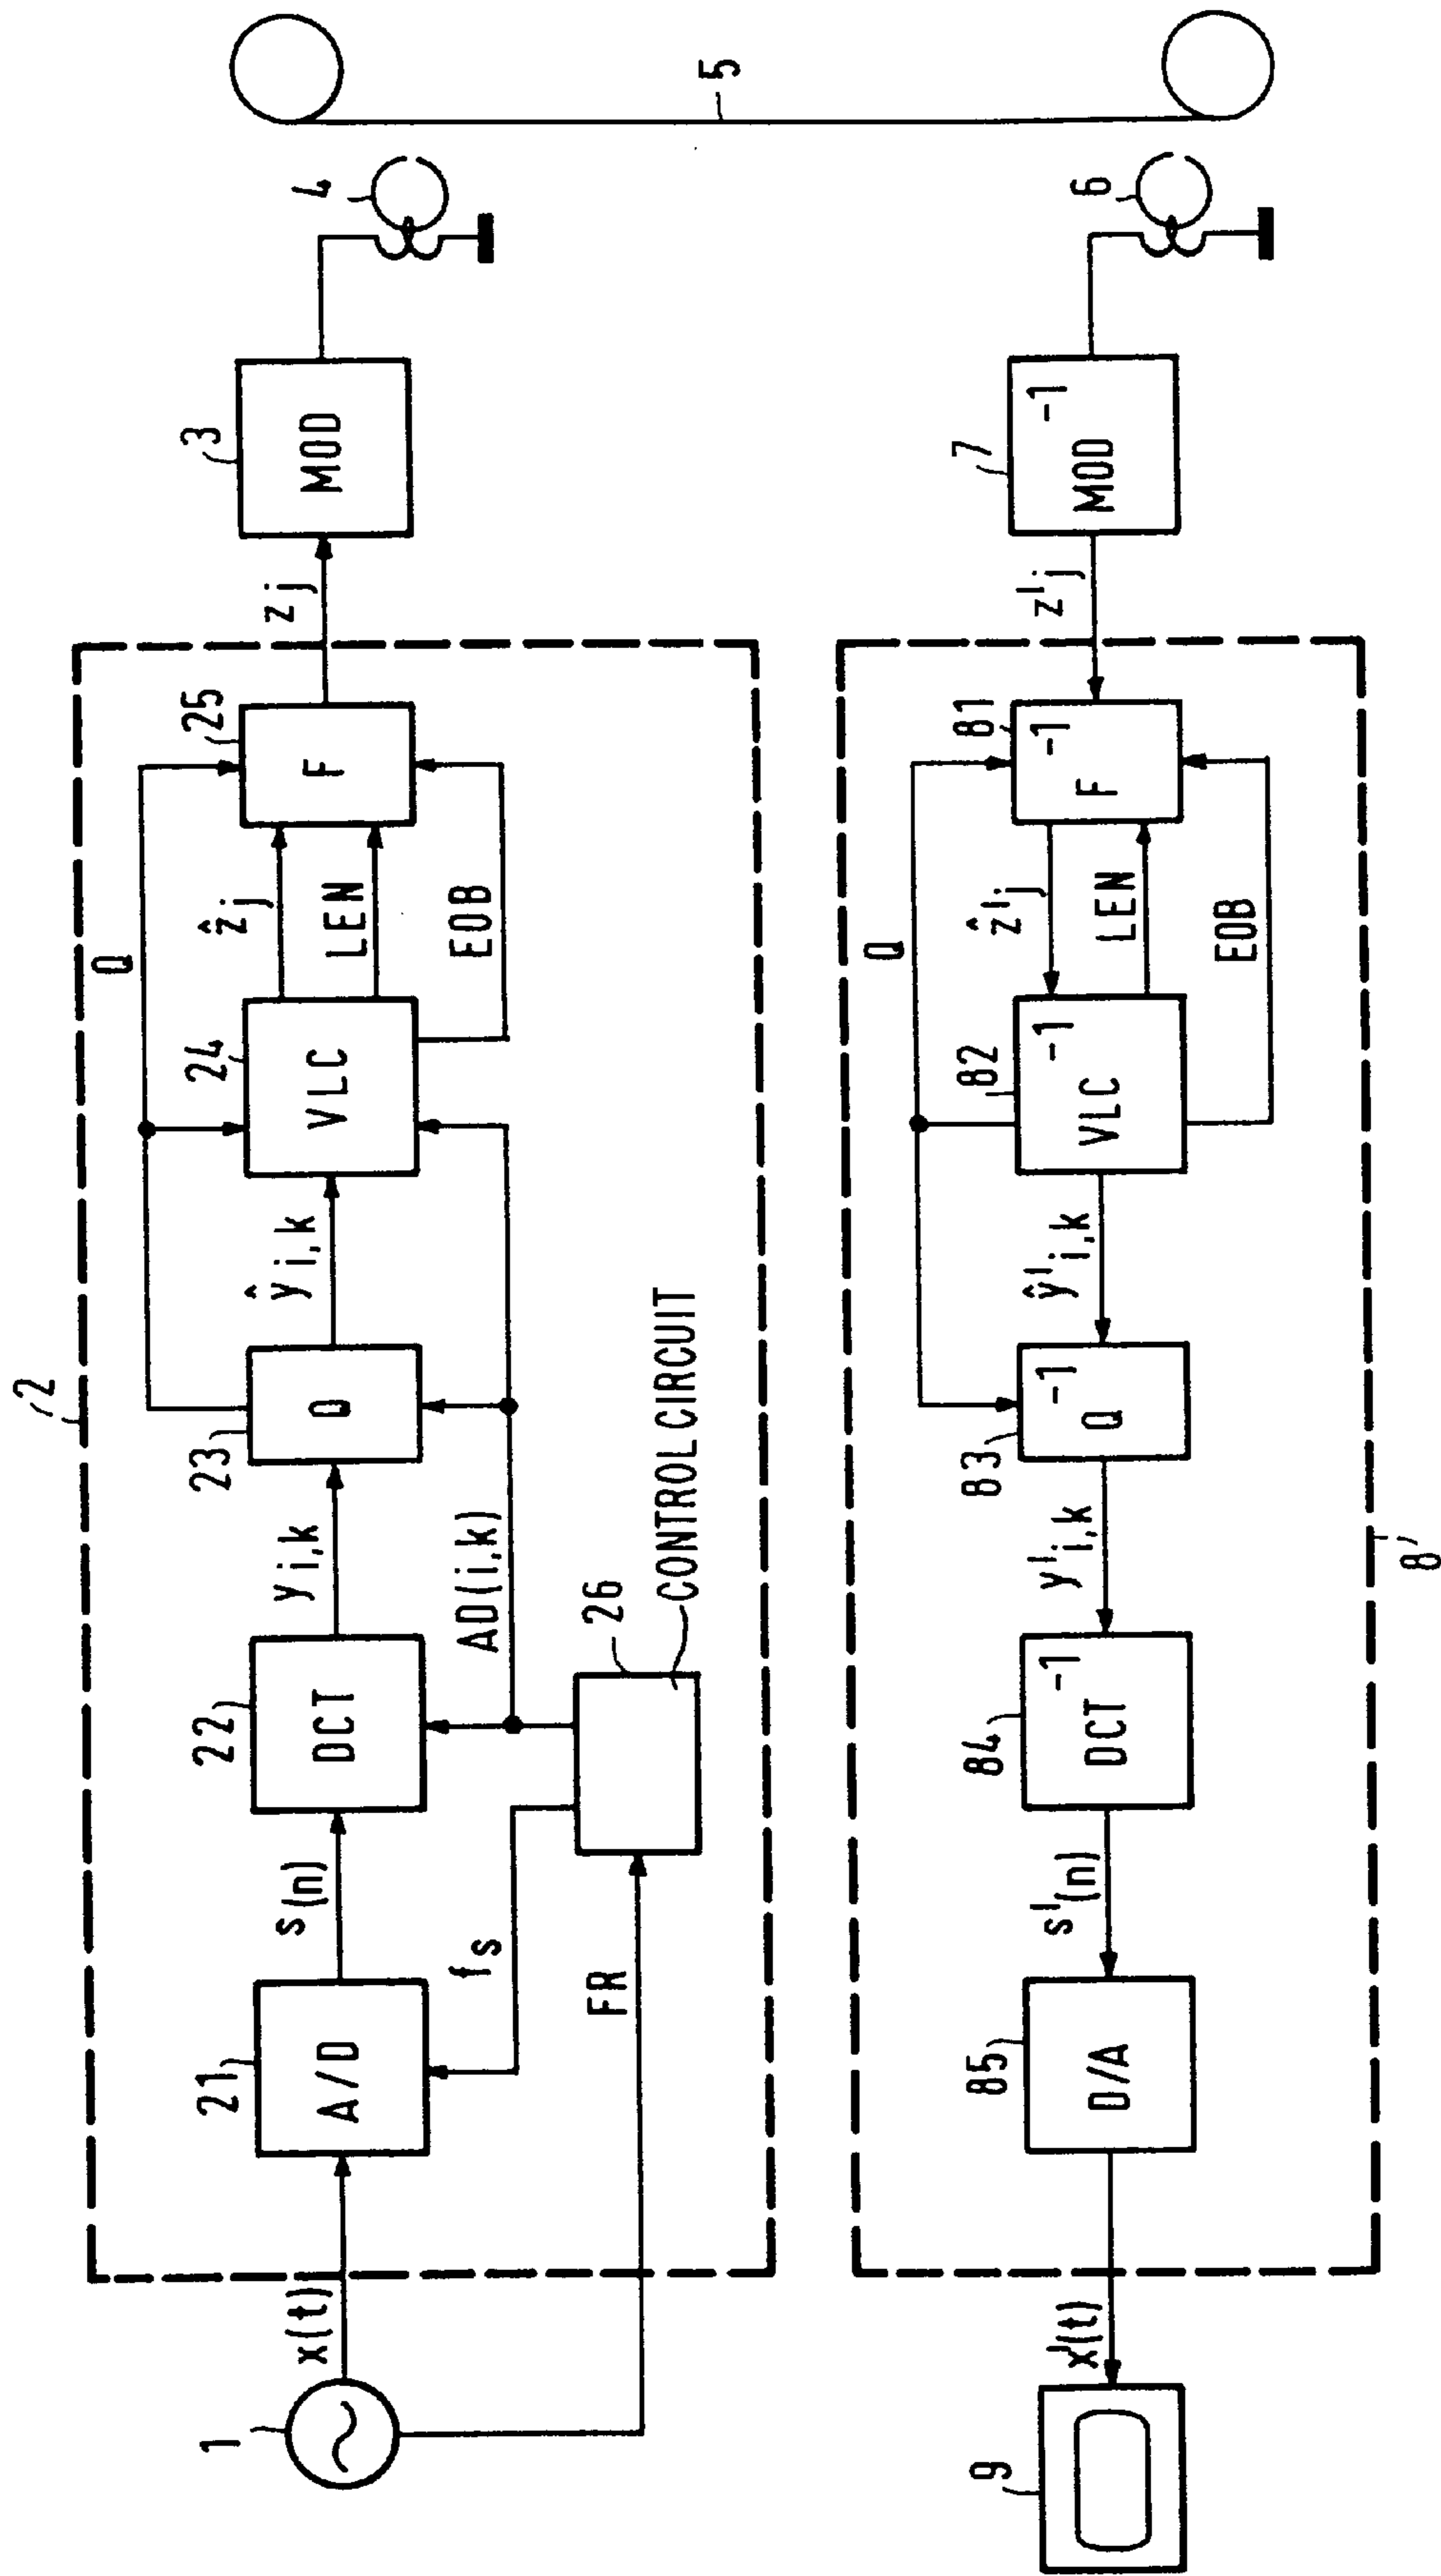 2
1
x(t)
21
A/D
s(n)
22
DCT
y i,k
23
Q
ŷ i,k
24
VLC
ẑ j
LEN
EOB
Q
25
F
z j
3
MOD
4
5
f s
FR
AD(i,k)
26
CONTROL CIRCUIT
9
x'(t)
85
D/A
s'(n)
84
DCT -1
y' i,k
83
Q -1
ŷ' i,k
82
VLC -1
ẑ' j
LEN
EOB
Q
81
F -1
z' j
7
MOD -1
6
8